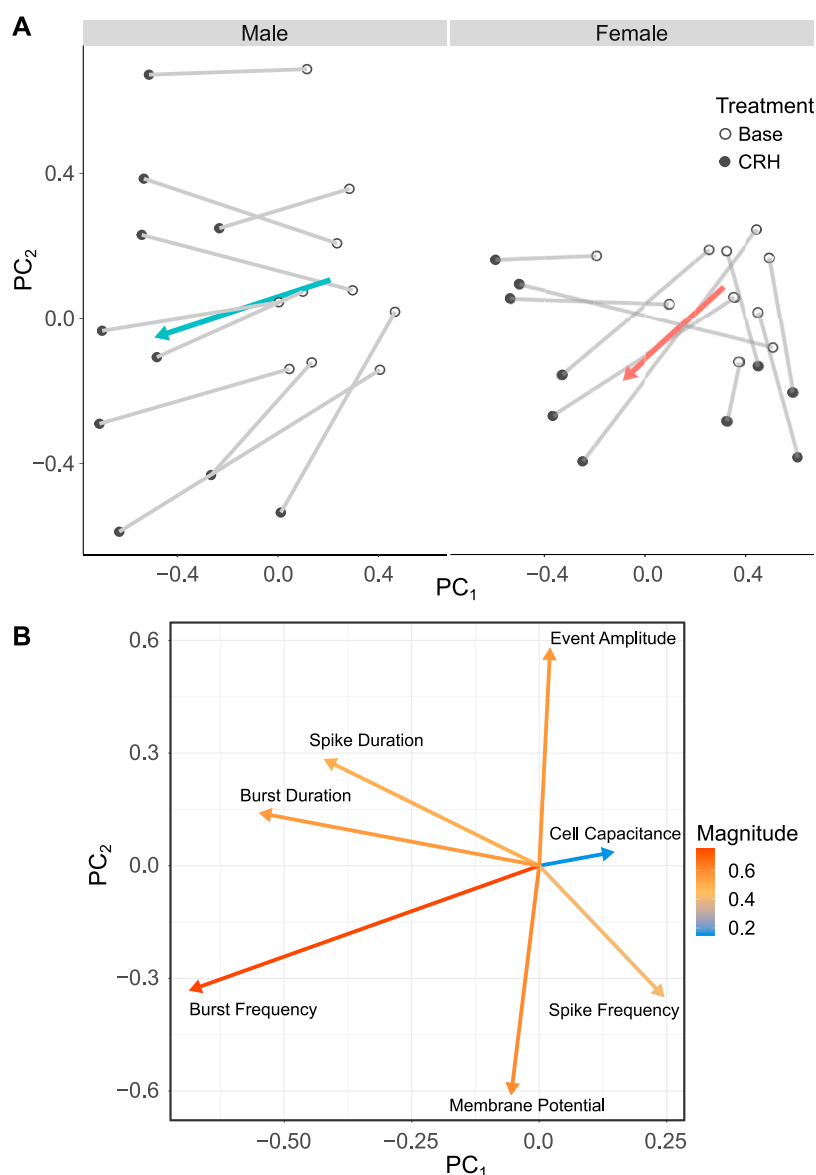 A
Male
Female
Treatment
Base
CRH
PC2
0.4
0.0
−0.4
−0.4
0.0
0.4
−0.4
0.0
0.4
PC1
B
PC2
0.6
0.3
0.0
−0.3
−0.6
Event Amplitude
Spike Duration
Burst Duration
Cell Capacitance
Burst Frequency
Spike Frequency
Membrane Potential
Magnitude
0.6
0.4
0.2
−0.50
−0.25
0.0
0.25
PC1